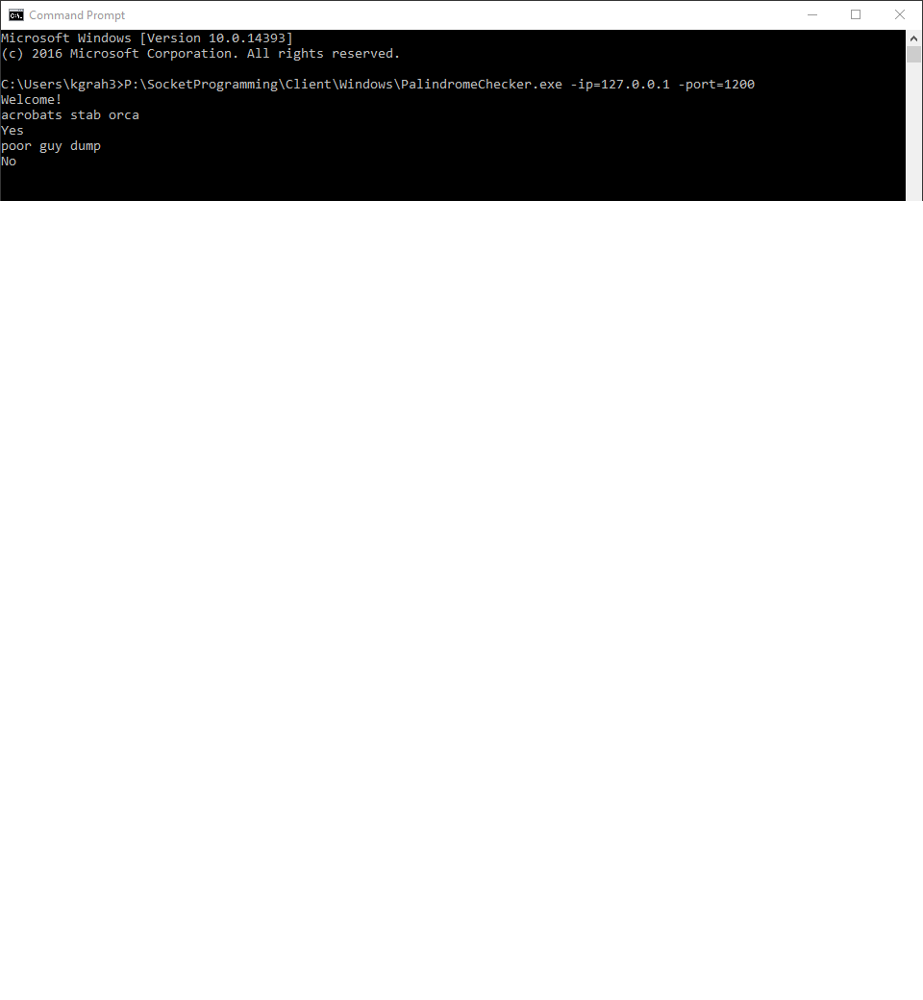 Command Prompt
Microsoft Windows [Version 10.0.14393]
(c) 2016 Microsoft Corporation. All rights reserved.
C:\Users\kgrah3>P:\SocketProgramming\Client\Windows\PalindromeChecker.exe -ip=127.0.0.1 -port=1200
Welcome!
acrobats stab orca
Yes
poor guy dump
No